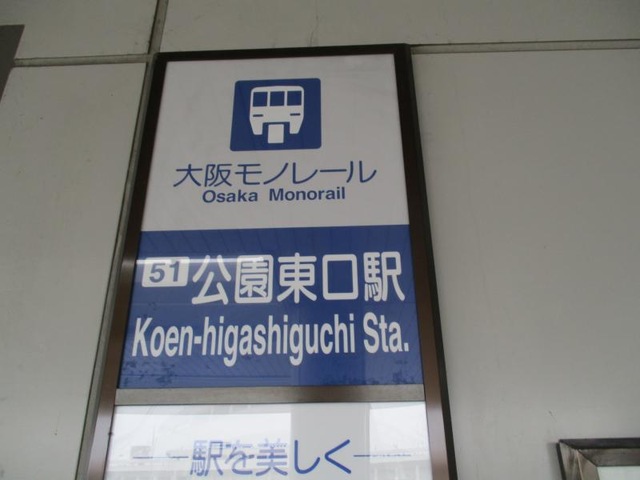 大阪モノレール
Osaka Monorail
51 公園東口駅
Koen-higashiguchi Sta.
駅を美しく